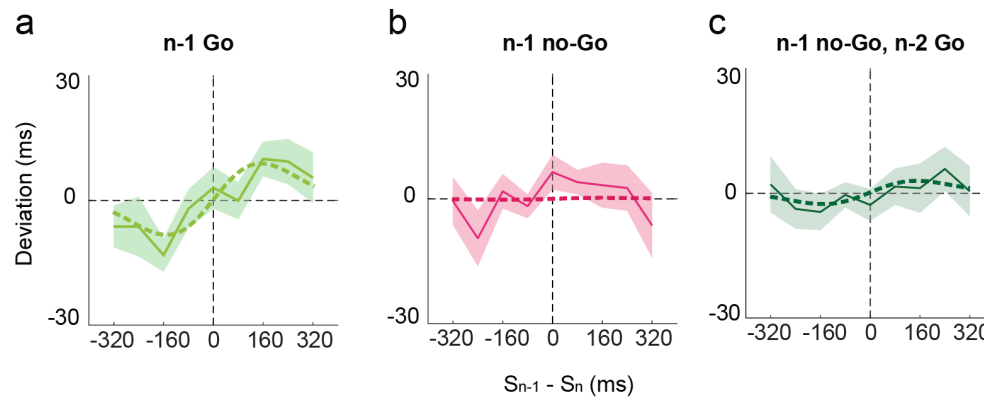 a
n-1 Go
b
n-1 no-Go
c
n-1 no-Go, n-2 Go
Deviation (ms)
30
0
-30
-320 -160 0 160 320
30
0
-30
-320 -160 0 160 320
30
0
-30
-320 -160 0 160 320
Sn-1 - Sn (ms)